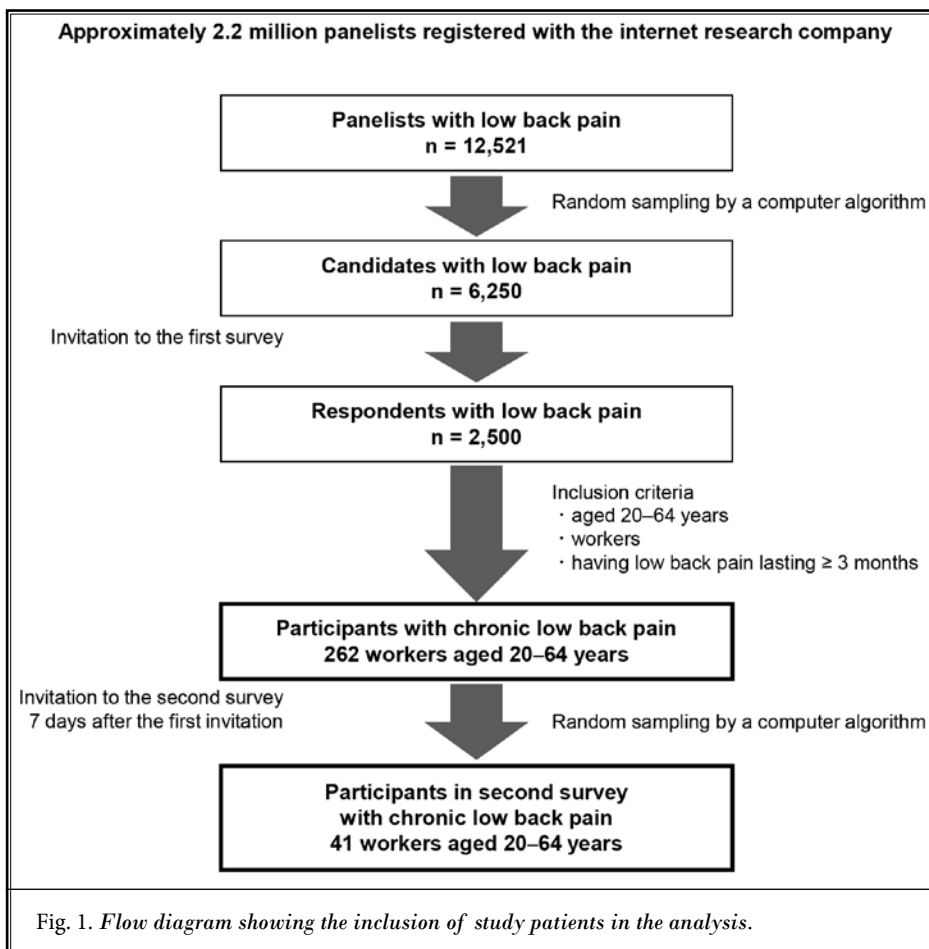 Approximately 2.2 million panelists registered with the internet research company
Panelists with low back pain
n = 12,521
Random sampling by a computer algorithm
Candidates with low back pain
n = 6,250
Invitation to the first survey
Respondents with low back pain
n = 2,500
Inclusion criteria
・aged 20–64 years
・workers
・having low back pain lasting ≥ 3 months
Participants with chronic low back pain
262 workers aged 20–64 years
Invitation to the second survey
7 days after the first invitation
Random sampling by a computer algorithm
Participants in second survey
with chronic low back pain
41 workers aged 20–64 years
Fig. 1. Flow diagram showing the inclusion of study patients in the analysis.